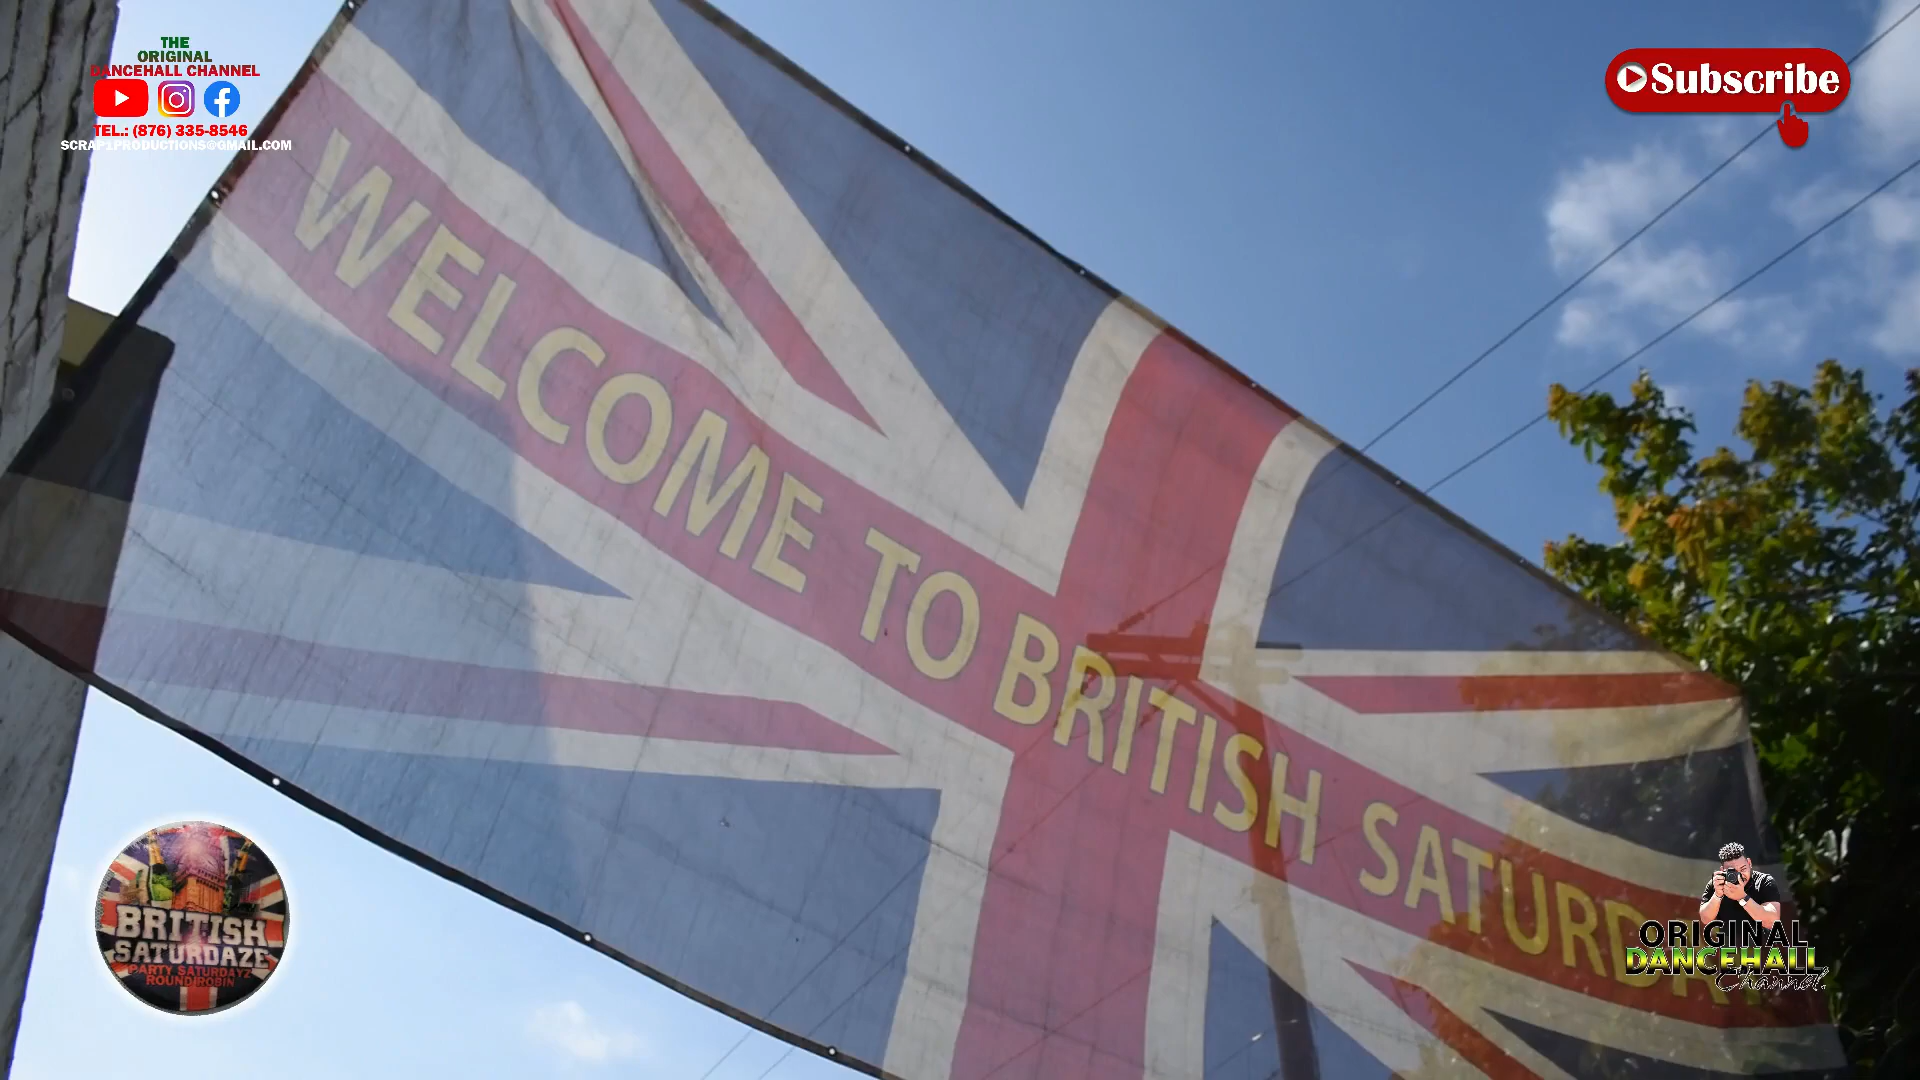 THE
ORIGINAL
DANCEHALL CHANNEL
TEL.: (876) 335-8546
SCRAP1PRODUCTIONS@GMAIL.COM
Subscribe
WELCOME TO BRITISH SATURDAY
BRITISH
SATURDAZE
PARTY SATURDAYZ
ROUND ROBIN
ORIGINAL
DANCEHALL
Channel.